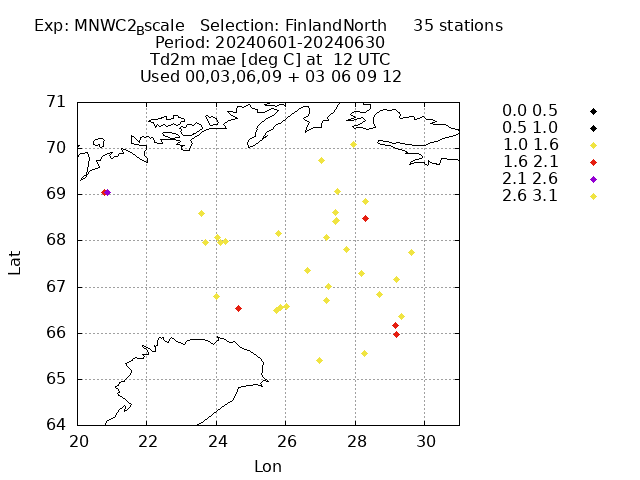 Exp: MNWC2_Bscale   Selection: FinlandNorth     35 stations
Period: 20240601-20240630
Td2m mae [deg C] at  12 UTC
Used 00,03,06,09 + 03 06 09 12
0.0 0.5
0.5 1.0
1.0 1.6
1.6 2.1
2.1 2.6
2.6 3.1
71
70
69
68
67
66
65
64
Lat
20 22 24 26 28 30
Lon